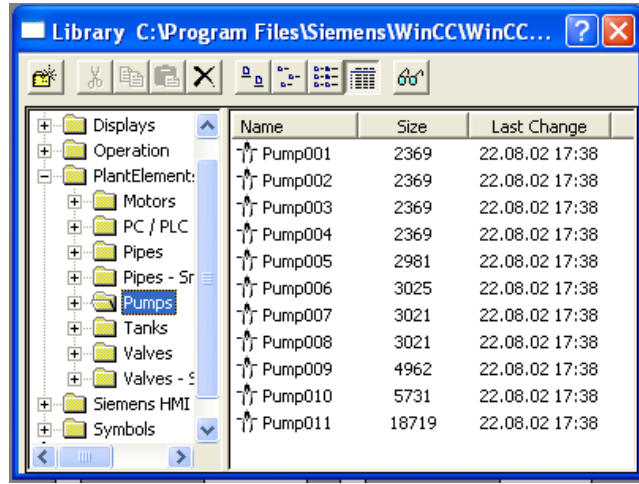 Library C:\Program Files\Siemens\WinCC\WinCC...
Displays
Operation
PlantElement:
Motors
PC / PLC
Pipes
Pipes - Sr
Pumps
Tanks
Valves
Valves - S
Siemens HMI
Symbols
Name Size Last Change
Pump001 2369 22.08.02 17:38
Pump002 2369 22.08.02 17:38
Pump003 2369 22.08.02 17:38
Pump004 2369 22.08.02 17:38
Pump005 2981 22.08.02 17:38
Pump006 3025 22.08.02 17:38
Pump007 3021 22.08.02 17:38
Pump008 3021 22.08.02 17:38
Pump009 4962 22.08.02 17:38
Pump010 5731 22.08.02 17:38
Pump011 18719 22.08.02 17:38